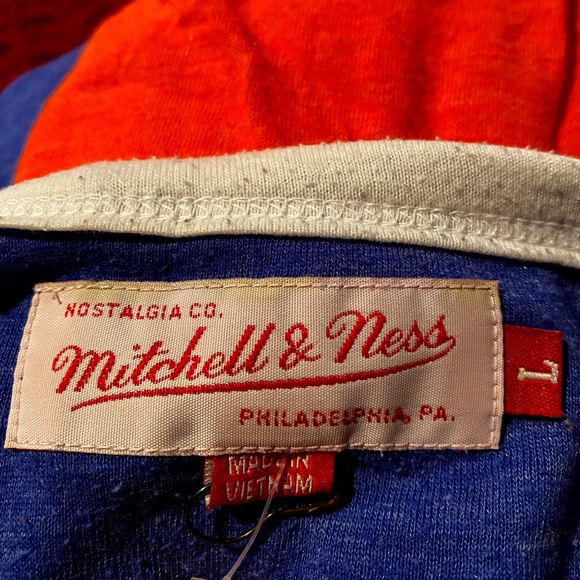 NOSTALGIA CO.
Mitchell & Ness
PHILADELPHIA, PA.
L
MADE IN
VIETNAM